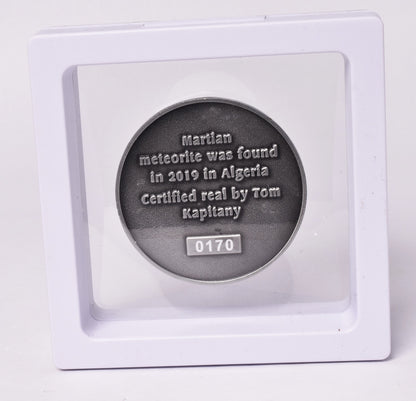 Martian
meteorite was found
in 2019 in Algeria
Certified real by Tom
Kapitany
0170